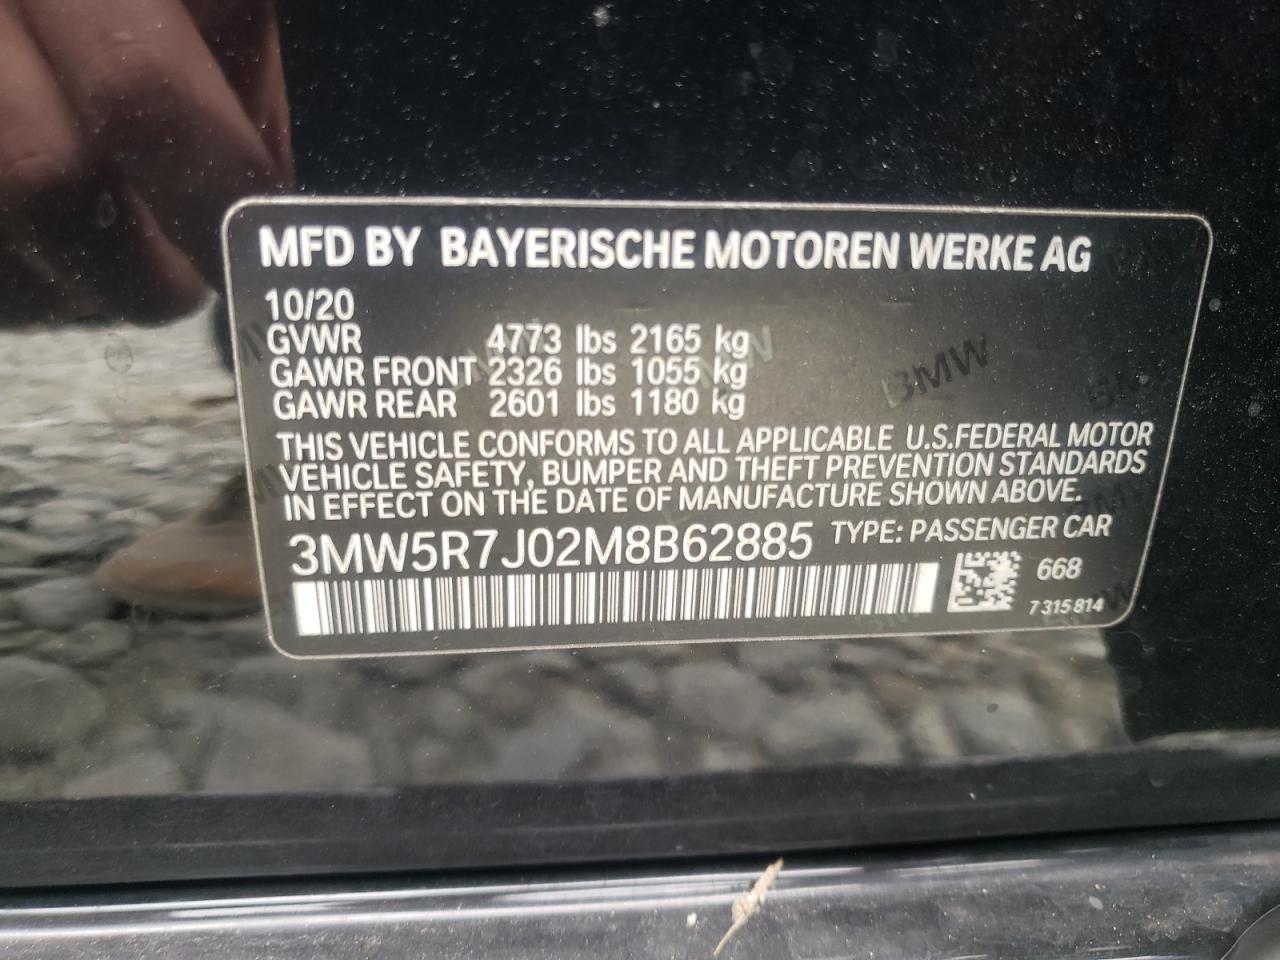 MFD BY BAYERISCHE MOTOREN WERKE AG
10/20
GVWR 4773 lbs 2165 kg
GAWR FRONT 2326 lbs 1055 kg
GAWR REAR 2601 lbs 1180 kg
THIS VEHICLE CONFORMS TO ALL APPLICABLE U.S.FEDERAL MOTOR
VEHICLE SAFETY, BUMPER AND THEFT PREVENTION STANDARDS
IN EFFECT ON THE DATE OF MANUFACTURE SHOWN ABOVE.
3MW5R7J02M8B62885 TYPE: PASSENGER CAR
668
7 315 814
BMW